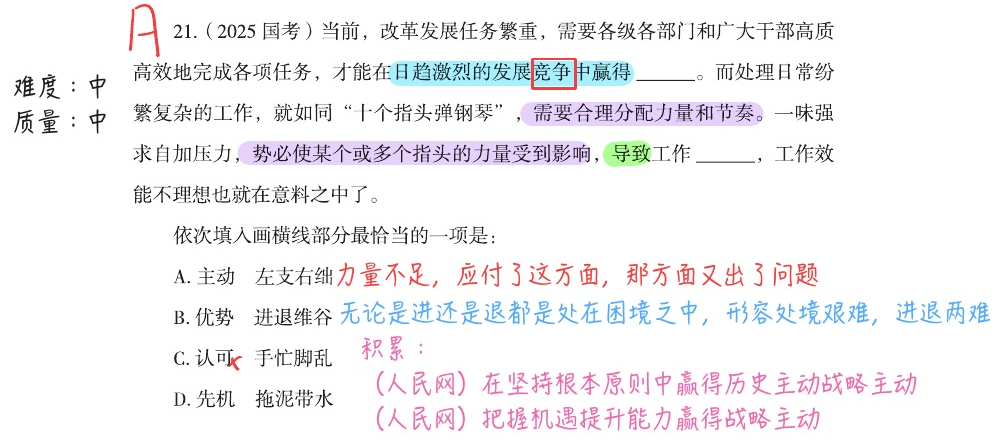 A
21.（2025 国考）当前，改革发展任务繁重，需要各级各部门和广大干部高质
高效地完成各项任务，才能在日趋激烈的发展竞争中赢得______。而处理日常纷
难度：中
繁复杂的工作，就如同“十个指头弹钢琴”，需要合理分配力量和节奏。一味强
质量：中
求自加压力，势必使某个或多个指头的力量受到影响，导致工作______，工作效
能不理想也就在意料之中了。
依次填入画横线部分最恰当的一项是：
A. 主动 左支右绌 力量不足，应付了这方面，那方面又出了问题
B. 优势 进退维谷 无论是进还是退都是处在困境之中，形容处境艰难，进退两难
C. 认可 手忙脚乱 积累：
（人民网）在坚持根本原则中赢得历史主动战略主动
D. 先机 拖泥带水
（人民网）把握机遇提升能力赢得战略主动